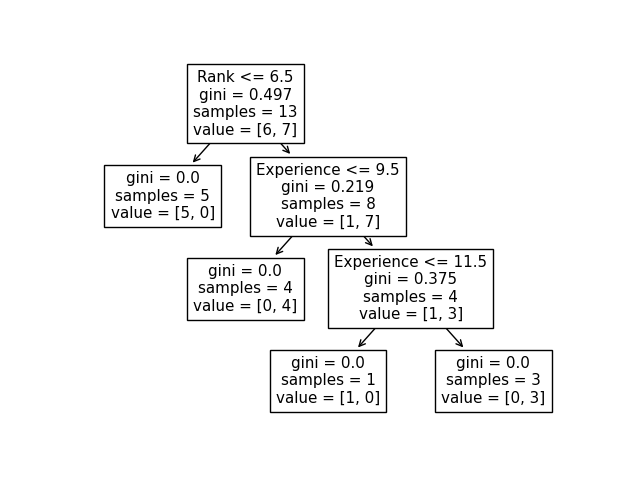 Rank <= 6.5
gini = 0.497
samples = 13
value = [6, 7]
gini = 0.0
samples = 5
value = [5, 0]
Experience <= 9.5
gini = 0.219
samples = 8
value = [1, 7]
gini = 0.0
samples = 4
value = [0, 4]
Experience <= 11.5
gini = 0.375
samples = 4
value = [1, 3]
gini = 0.0
samples = 1
value = [1, 0]
gini = 0.0
samples = 3
value = [0, 3]